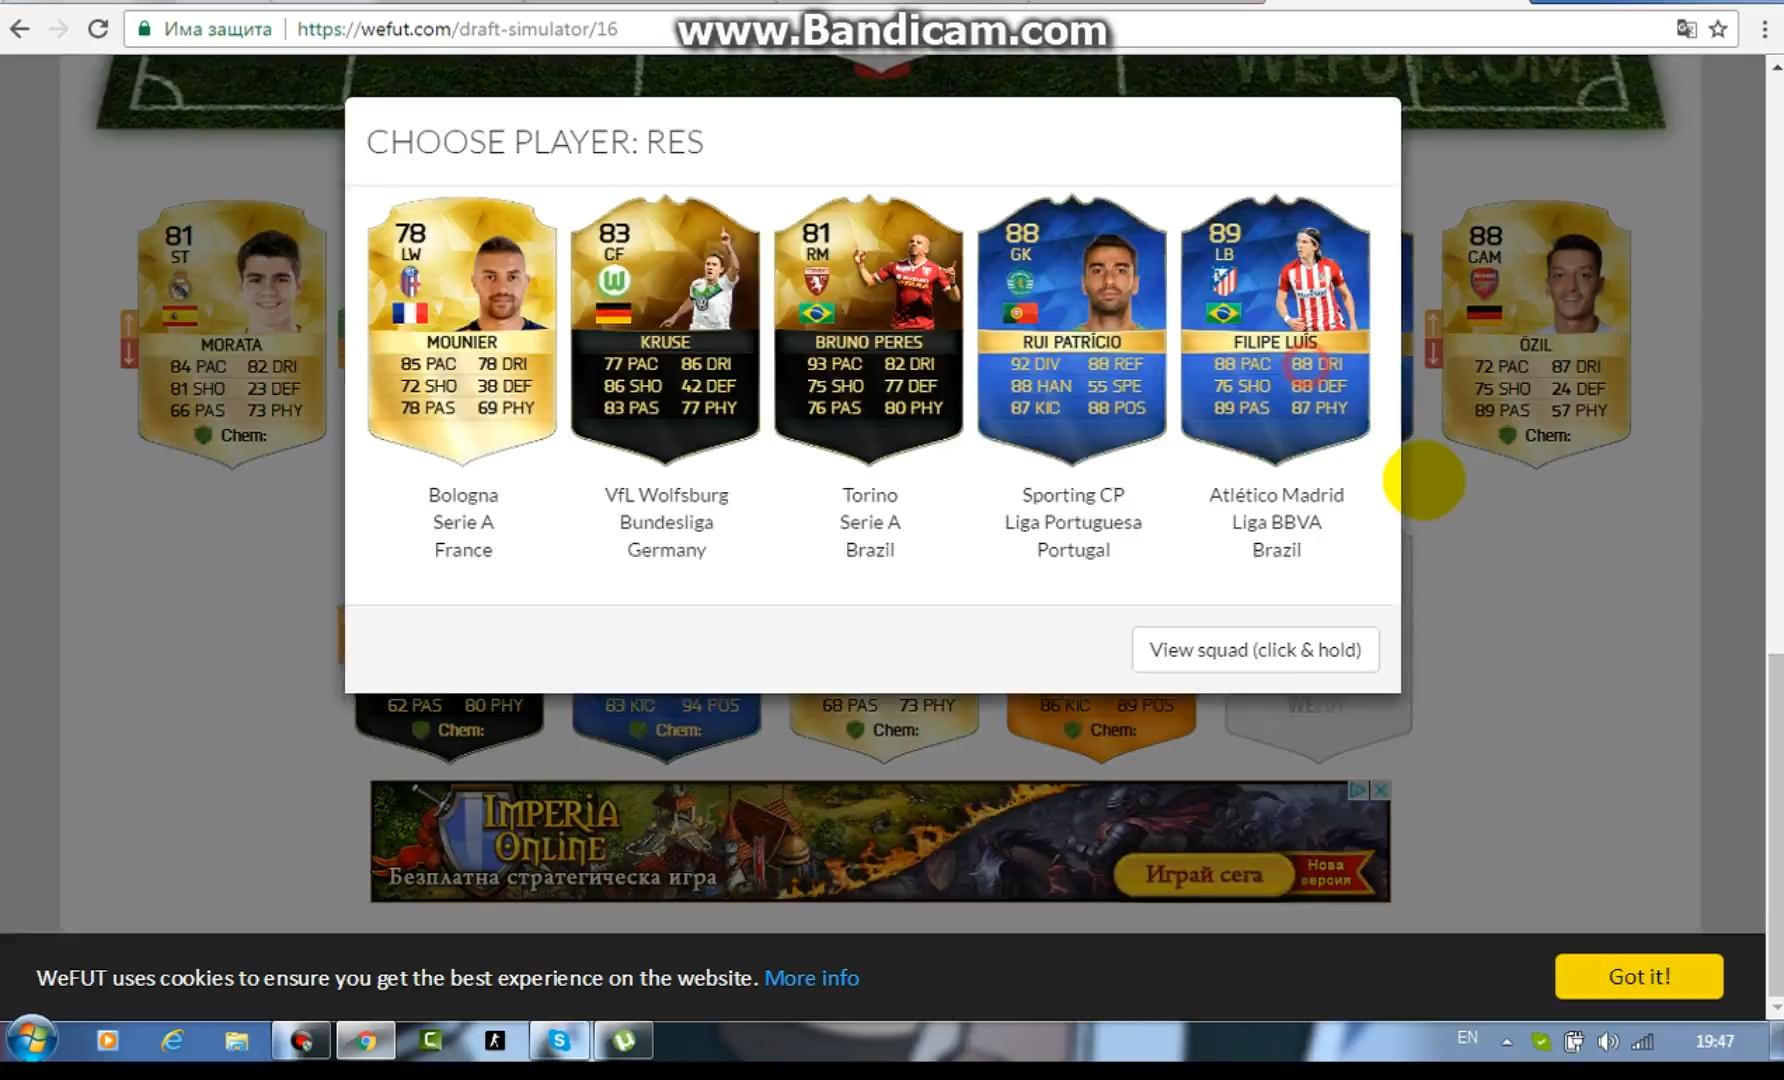 Има защита
https://wefut.com/draft-simulator/16
www.Bandicam.com
WEFUT.COM
CHOOSE PLAYER: RES
81
ST
MORATA
84 PAC 82 DRI
81 SHO 23 DEF
66 PAS 73 PHY
Chem:
78
LW
MOUNIER
85 PAC 78 DRI
72 SHO 38 DEF
78 PAS 69 PHY
Bologna
Serie A
France
83
CF
KRUSE
77 PAC 86 DRI
86 SHO 42 DEF
83 PAS 77 PHY
VfL Wolfsburg
Bundesliga
Germany
81
RM
BRUNO PERES
93 PAC 82 DRI
75 SHO 77 DEF
76 PAS 80 PHY
Torino
Serie A
Brazil
88
GK
RUI PATRÍCIO
92 DIV 88 REF
88 HAN 55 SPE
87 KIC 88 POS
Sporting CP
Liga Portuguesa
Portugal
89
LB
FILIPE LUÍS
88 PAC 88 DRI
76 SHO 88 DEF
89 PAS 87 PHY
Atlético Madrid
Liga BBVA
Brazil
88
CAM
ÖZIL
72 PAC 87 DRI
75 SHO 24 DEF
89 PAS 57 PHY
Chem:
View squad (click & hold)
62 PAS 80 PHY
Chem:
83 KIC 94 POS
Chem:
68 PAS 73 PHY
Chem:
86 KIC 89 POS
Chem:
WEFUT
IMPERIA
ONLINE
Безплатна стратегическа игра
Играй сега
Нова
версия
WeFUT uses cookies to ensure you get the best experience on the website. More info
Got it!
EN
19:47